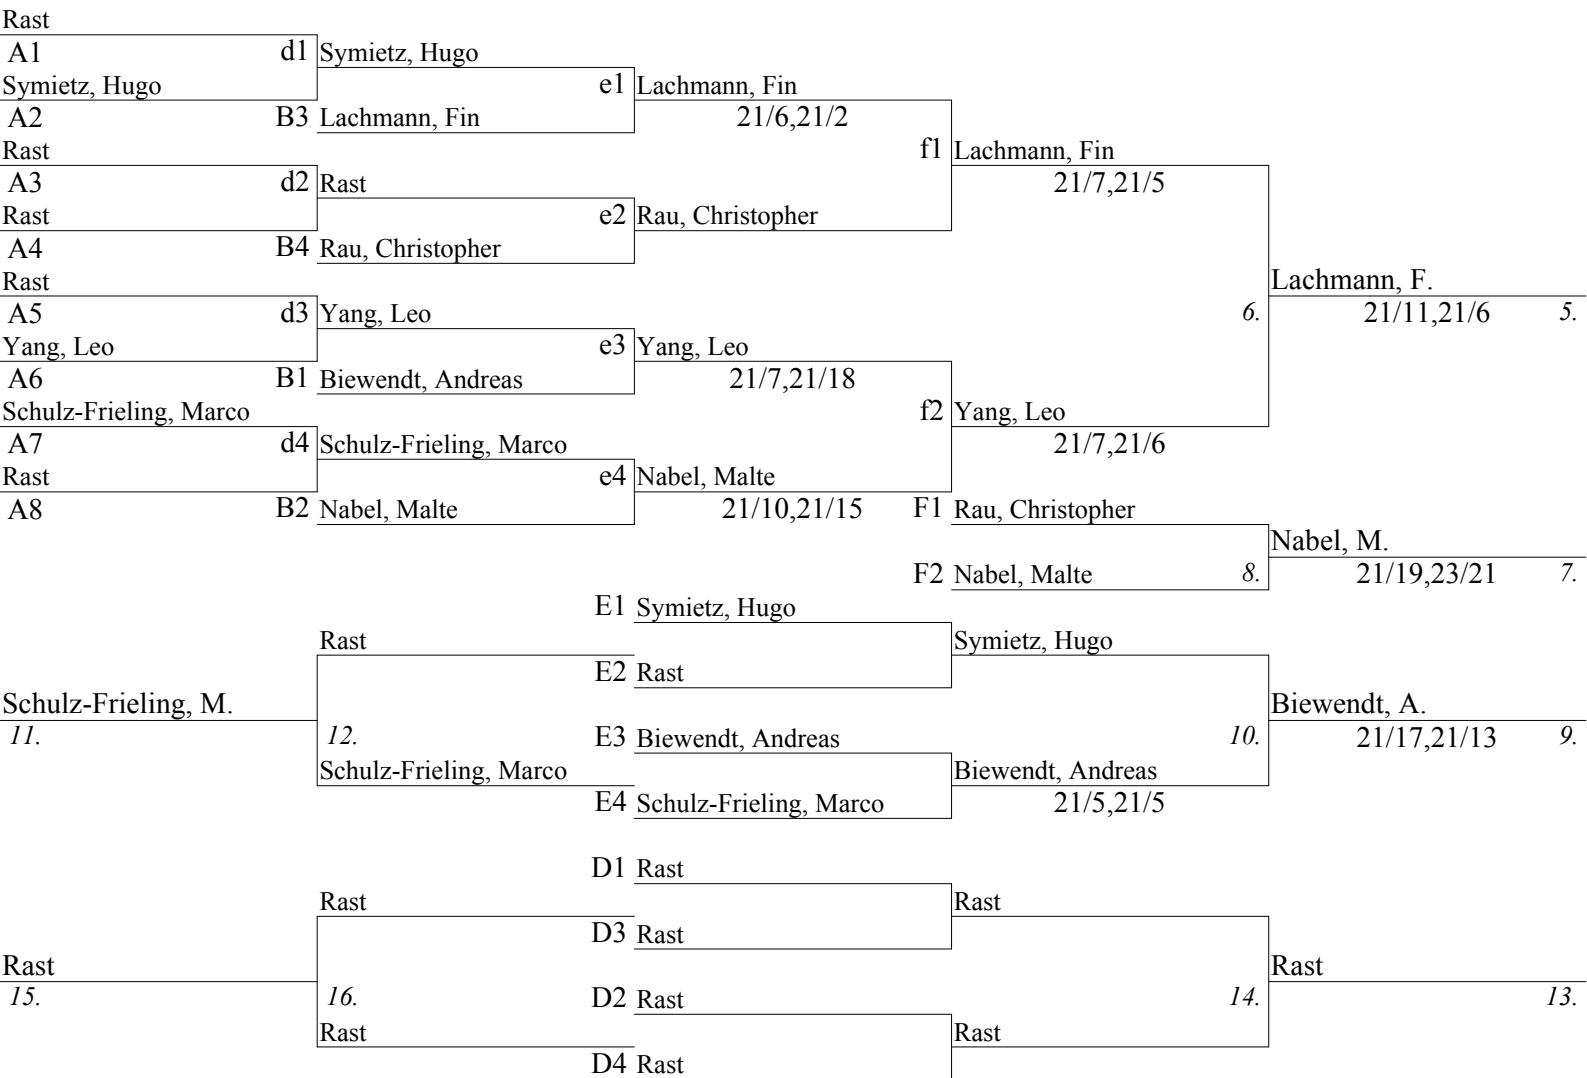 Rast
A1 d1 Symietz, Hugo
Symietz, Hugo e1 Lachmann, Fin
A2 B3 Lachmann, Fin 21/6,21/2
Rast f1 Lachmann, Fin
A3 d2 Rast 21/7,21/5
Rast e2 Rau, Christopher
A4 B4 Rau, Christopher
Rast Lachmann, F.
A5 d3 Yang, Leo 6. 21/11,21/6 5.
Yang, Leo e3 Yang, Leo
A6 B1 Biewendt, Andreas 21/7,21/18
Schulz-Frieling, Marco f2 Yang, Leo
A7 d4 Schulz-Frieling, Marco 21/7,21/6
Rast e4 Nabel, Malte
A8 B2 Nabel, Malte 21/10,21/15 F1 Rau, Christopher
Nabel, M.
F2 Nabel, Malte 8. 21/19,23/21 7.
E1 Symietz, Hugo
Rast Symietz, Hugo
E2 Rast
Schulz-Frieling, M. Biewendt, A.
11. 12. E3 Biewendt, Andreas 10. 21/17,21/13 9.
Schulz-Frieling, Marco Biewendt, Andreas
E4 Schulz-Frieling, Marco 21/5,21/5
D1 Rast
Rast Rast
D3 Rast
Rast Rast
15. 16. D2 Rast 14. 13.
Rast Rast
D4 Rast